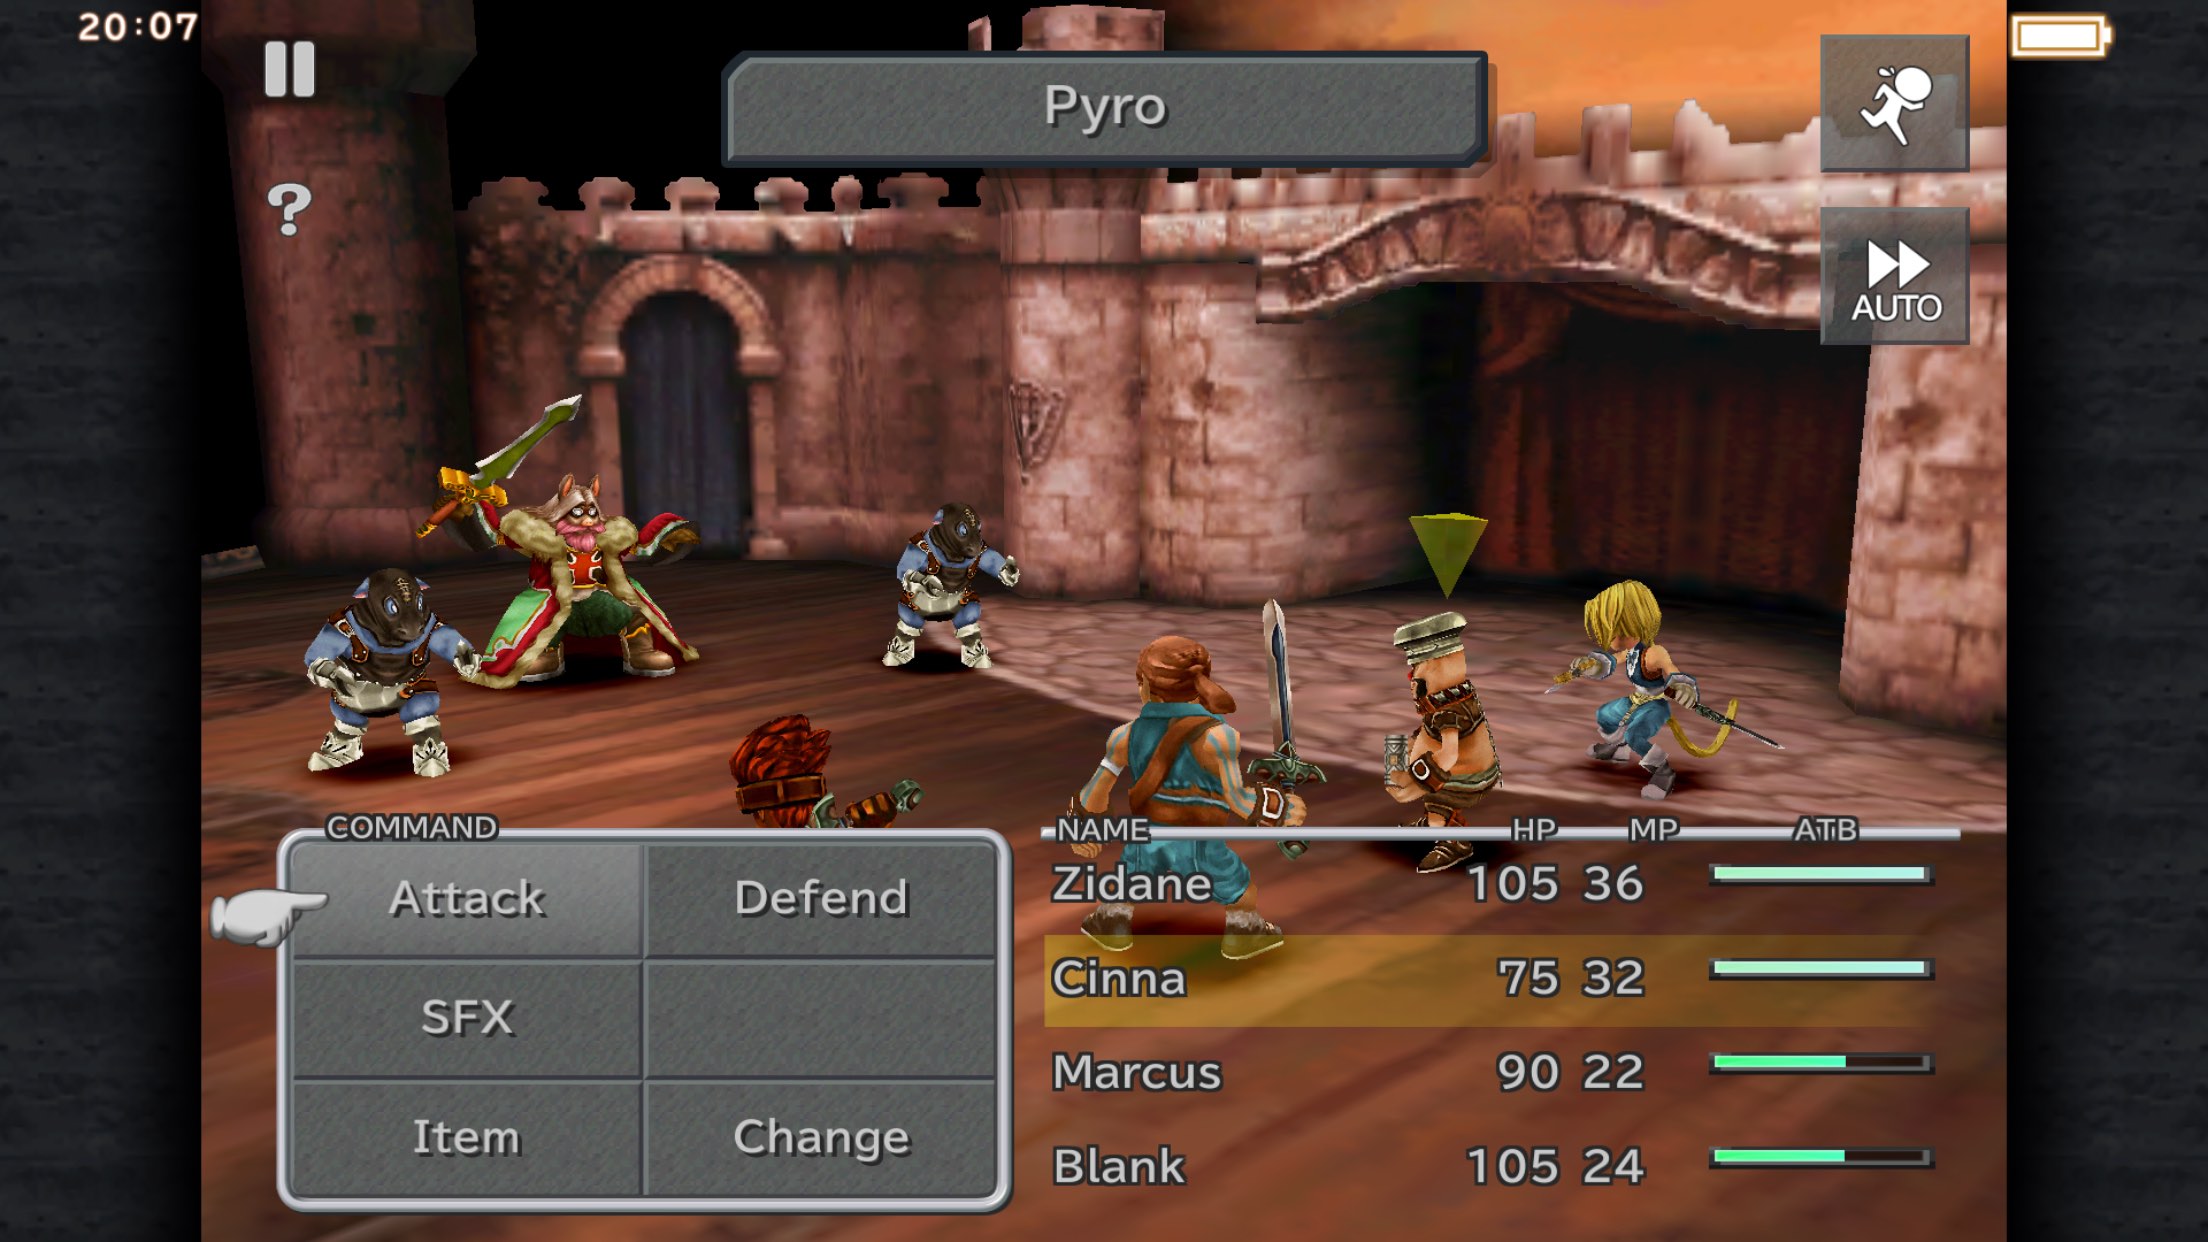 20:07
Pyro
?
AUTO
COMMAND
Attack Defend
SFX
Item Change
NAME HP MP ATB
Zidane 105 36
Cinna 75 32
Marcus 90 22
Blank 105 24